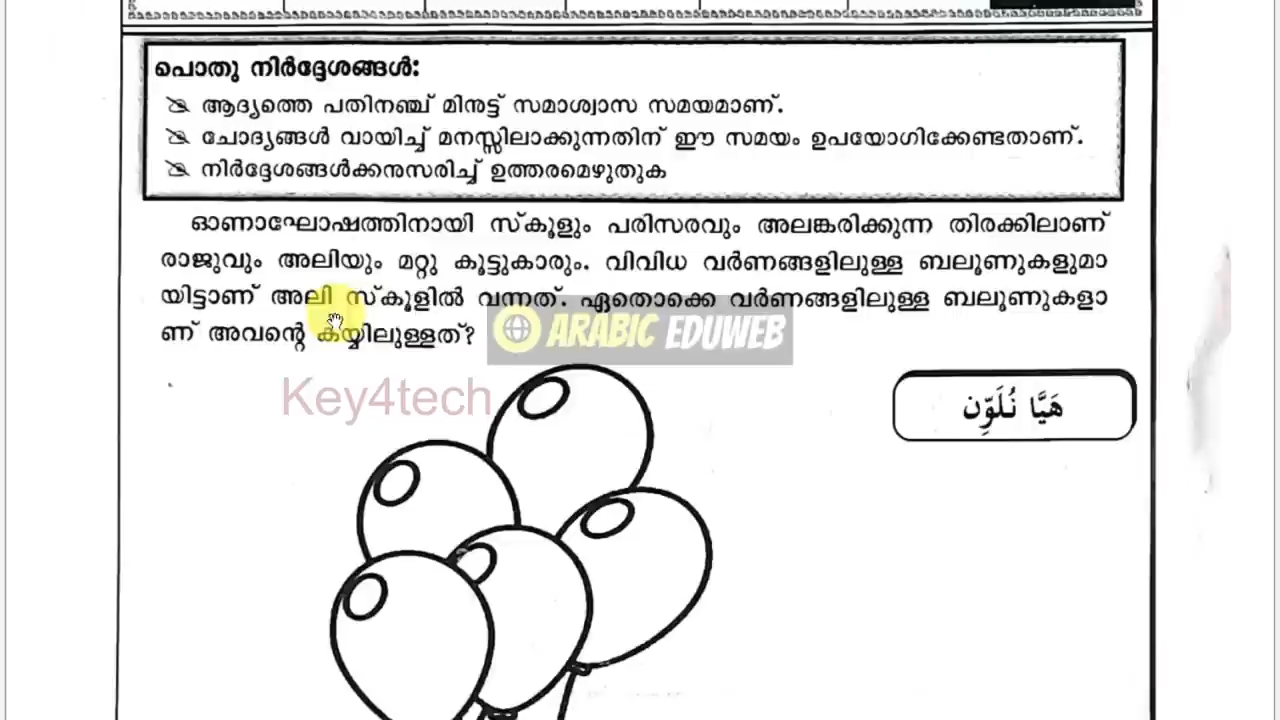 പൊതു നിർദ്ദേശങ്ങൾ:
ആദ്യത്തെ പതിനഞ്ച് മിനുട്ട് സമാശ്വാസ സമയമാണ്.
ചോദ്യങ്ങൾ വായിച്ച് മനസ്സിലാക്കുന്നതിന് ഈ സമയം ഉപയോഗിക്കേണ്ടതാണ്.
നിർദ്ദേശങ്ങൾക്കനുസരിച്ച് ഉത്തരമെഴുതുക
ഓണാഘോഷത്തിനായി സ്കൂളും പരിസരവും അലങ്കരിക്കുന്ന തിരക്കിലാണ്
രാജുവും അലിയും മറ്റു കൂട്ടുകാരും. വിവിധ വർണങ്ങളിലുള്ള ബലൂണുകളുമാ
യിട്ടാണ് അലി സ്കൂളിൽ വന്നത്. ഏതൊക്കെ വർണങ്ങളിലുള്ള ബലൂണുകളാ
ണ് അവന്റെ കയ്യിലുള്ളത്?
ARABIC EDUWEB
Key4tech
هَيَّا نُلَوِّن